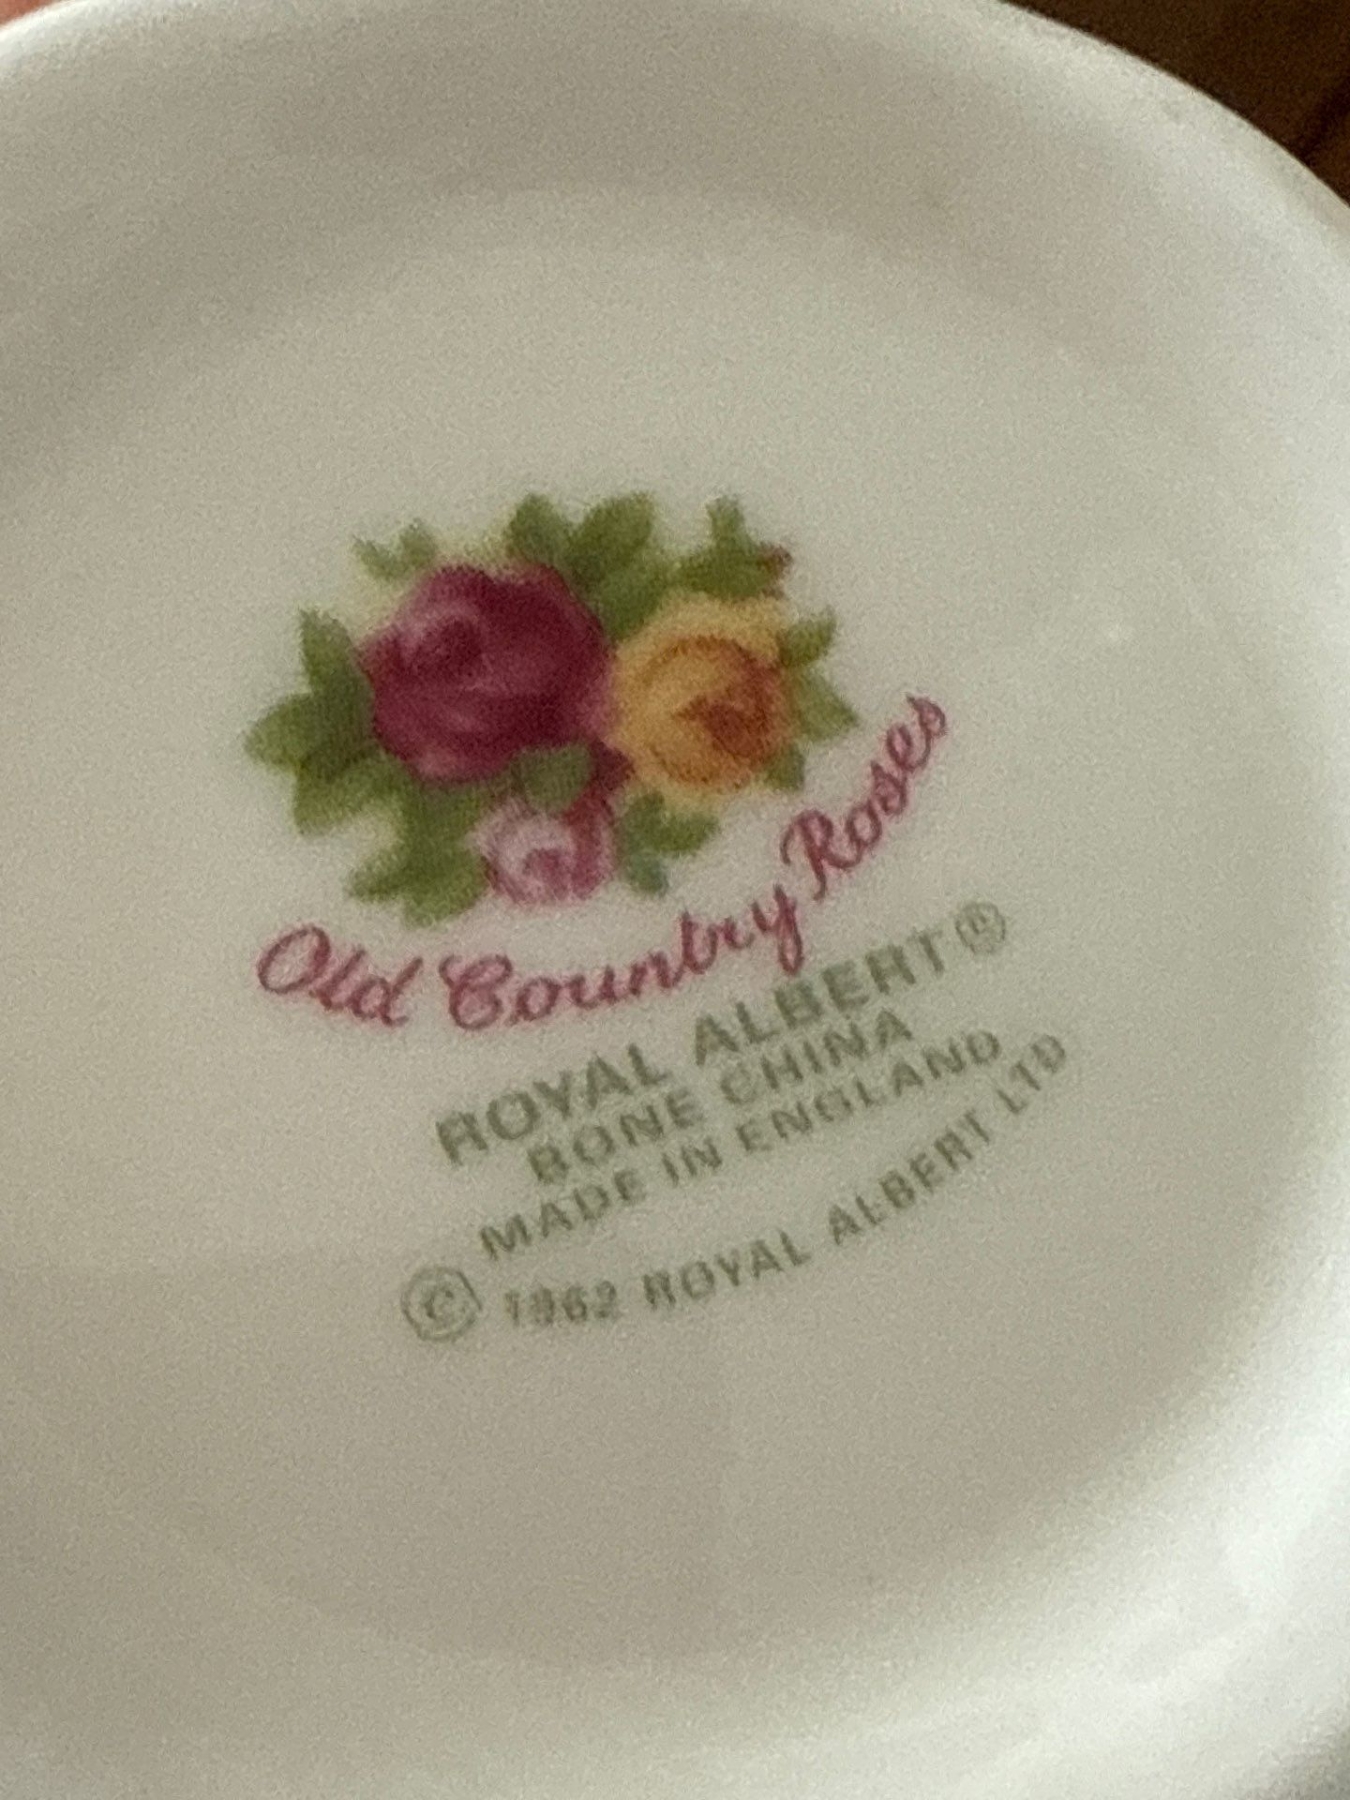 Old Country Roses
ROYAL ALBERT®
BONE CHINA
MADE IN ENGLAND
© 1962 ROYAL ALBERT LTD